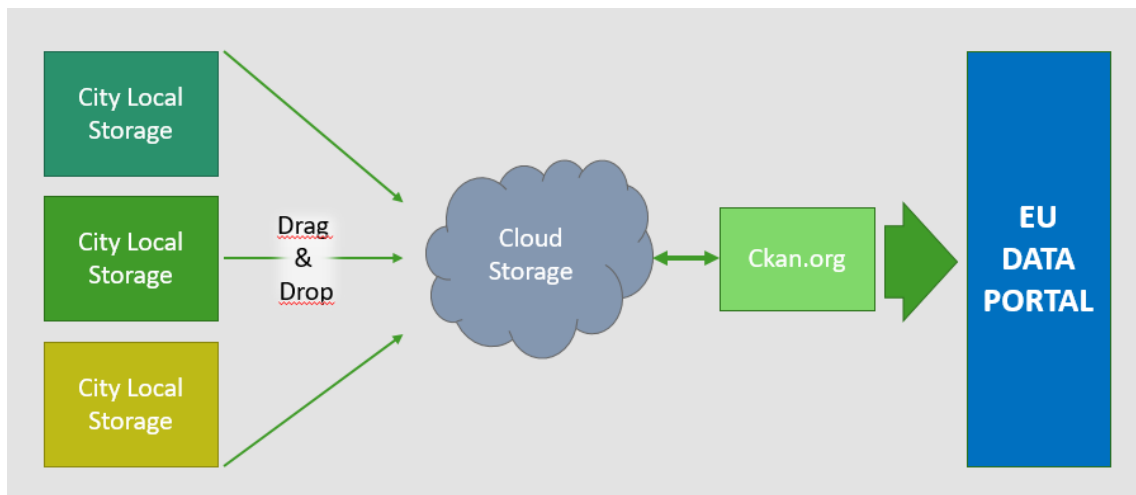 City Local
Storage
City Local
Storage
City Local
Storage
Drag
&
Drop
Cloud
Storage
Ckan.org
EU
DATA
PORTAL